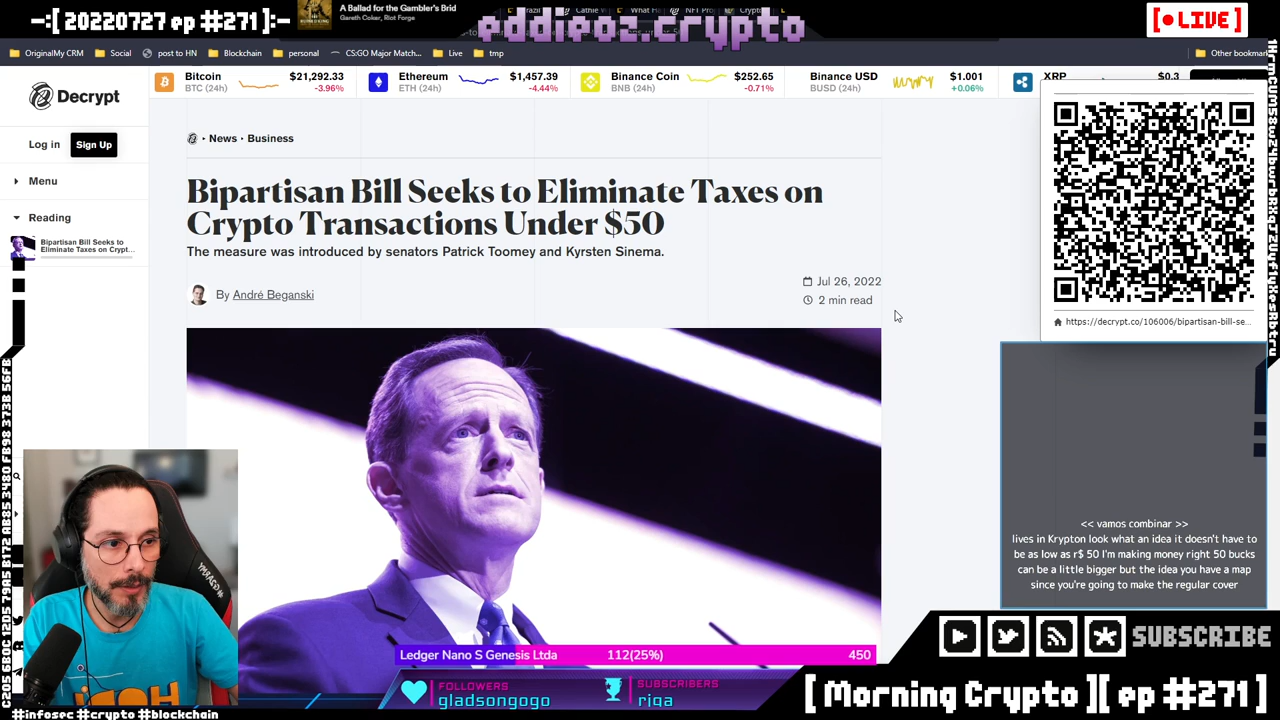 -:[ 20220727 ep #271 ]:-
A Ballad for the Gambler's Brid
Gareth Coker, Riot Forge
eddieoz.crypto
[ • LIVE ]
OriginalMy CRM
Social
post to HN
Blockchain
personal
CS:GO Major Match...
Live
tmp
Other bookmar
Decrypt
Bitcoin
BTC (24h)
$21,292.33
-3.96%
Ethereum
ETH (24h)
$1,457.39
-4.44%
Binance Coin
BNB (24h)
$252.65
-0.71%
Binance USD
BUSD (24h)
$1.001
+0.06%
XRP
$0.3
Log in
Sign Up
Menu
Reading
Bipartisan Bill Seeks to
Eliminate Taxes on Crypt...
News · Business
Bipartisan Bill Seeks to Eliminate Taxes on
Crypto Transactions Under $50
The measure was introduced by senators Patrick Toomey and Kyrsten Sinema.
By André Beganski
Jul 26, 2022
2 min read
https://decrypt.co/106006/bipartisan-bill-se...
<< vamos combinar >>
lives in Krypton look what an idea it doesn't have to
be as low as r$ 50 I'm making money right 50 bucks
can be a little bigger but the idea you have a map
since you're going to make the regular cover
Ledger Nano S Genesis Ltda
112(25%)
450
FOLLOWERS
gladsongogo
SUBSCRIBERS
riga
SUBSCRIBE
[ Morning Crypto ][ ep #271 ]
#infosec #crypto #blockchain